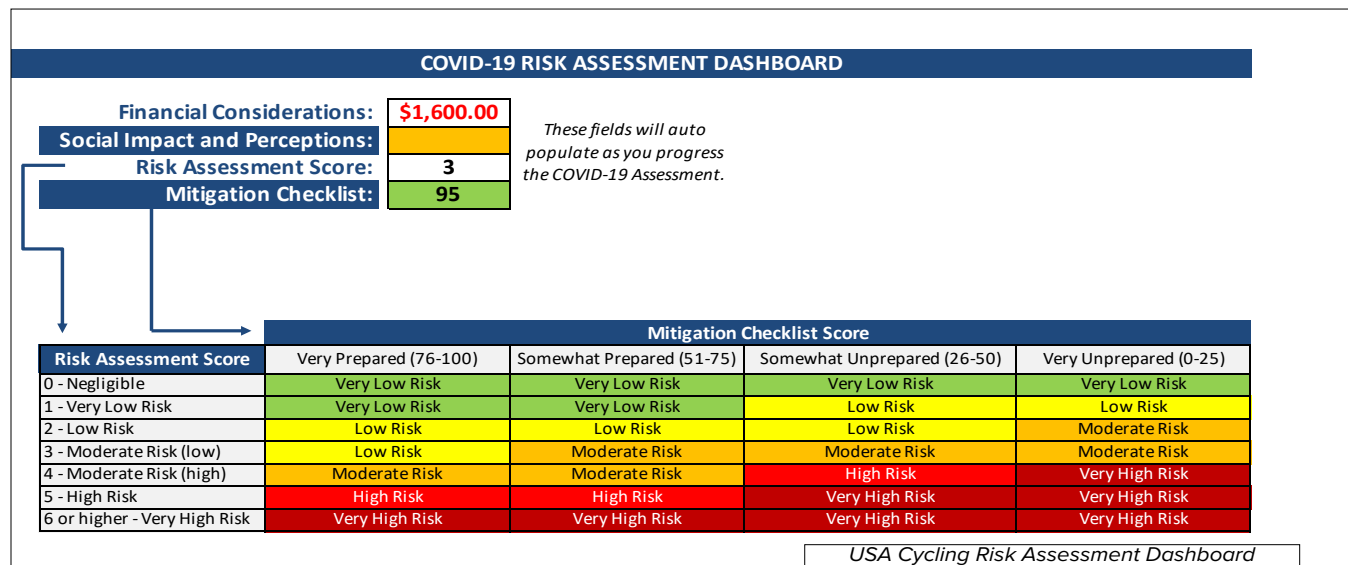 COVID-19 RISK ASSESSMENT DASHBOARD
Financial Considerations: $1,600.00
Social Impact and Perceptions:
Risk Assessment Score: 3
Mitigation Checklist: 95
These fields will auto
populate as you progress
the COVID-19 Assessment.
Mitigation Checklist Score
Risk Assessment Score Very Prepared (76-100) Somewhat Prepared (51-75) Somewhat Unprepared (26-50) Very Unprepared (0-25)
0 - Negligible Very Low Risk Very Low Risk Very Low Risk Very Low Risk
1 - Very Low Risk Very Low Risk Very Low Risk Low Risk Low Risk
2 - Low Risk Low Risk Low Risk Low Risk Moderate Risk
3 - Moderate Risk (low) Low Risk Moderate Risk Moderate Risk Moderate Risk
4 - Moderate Risk (high) Moderate Risk Moderate Risk High Risk Very High Risk
5 - High Risk High Risk High Risk Very High Risk Very High Risk
6 or higher - Very High Risk Very High Risk Very High Risk Very High Risk Very High Risk
USA Cycling Risk Assessment Dashboard